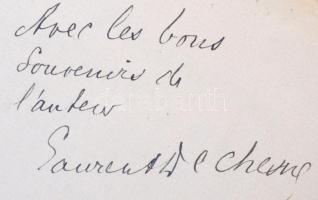 Avec les bons
Souvenirs de
l'auteur
Laurent Dechesne